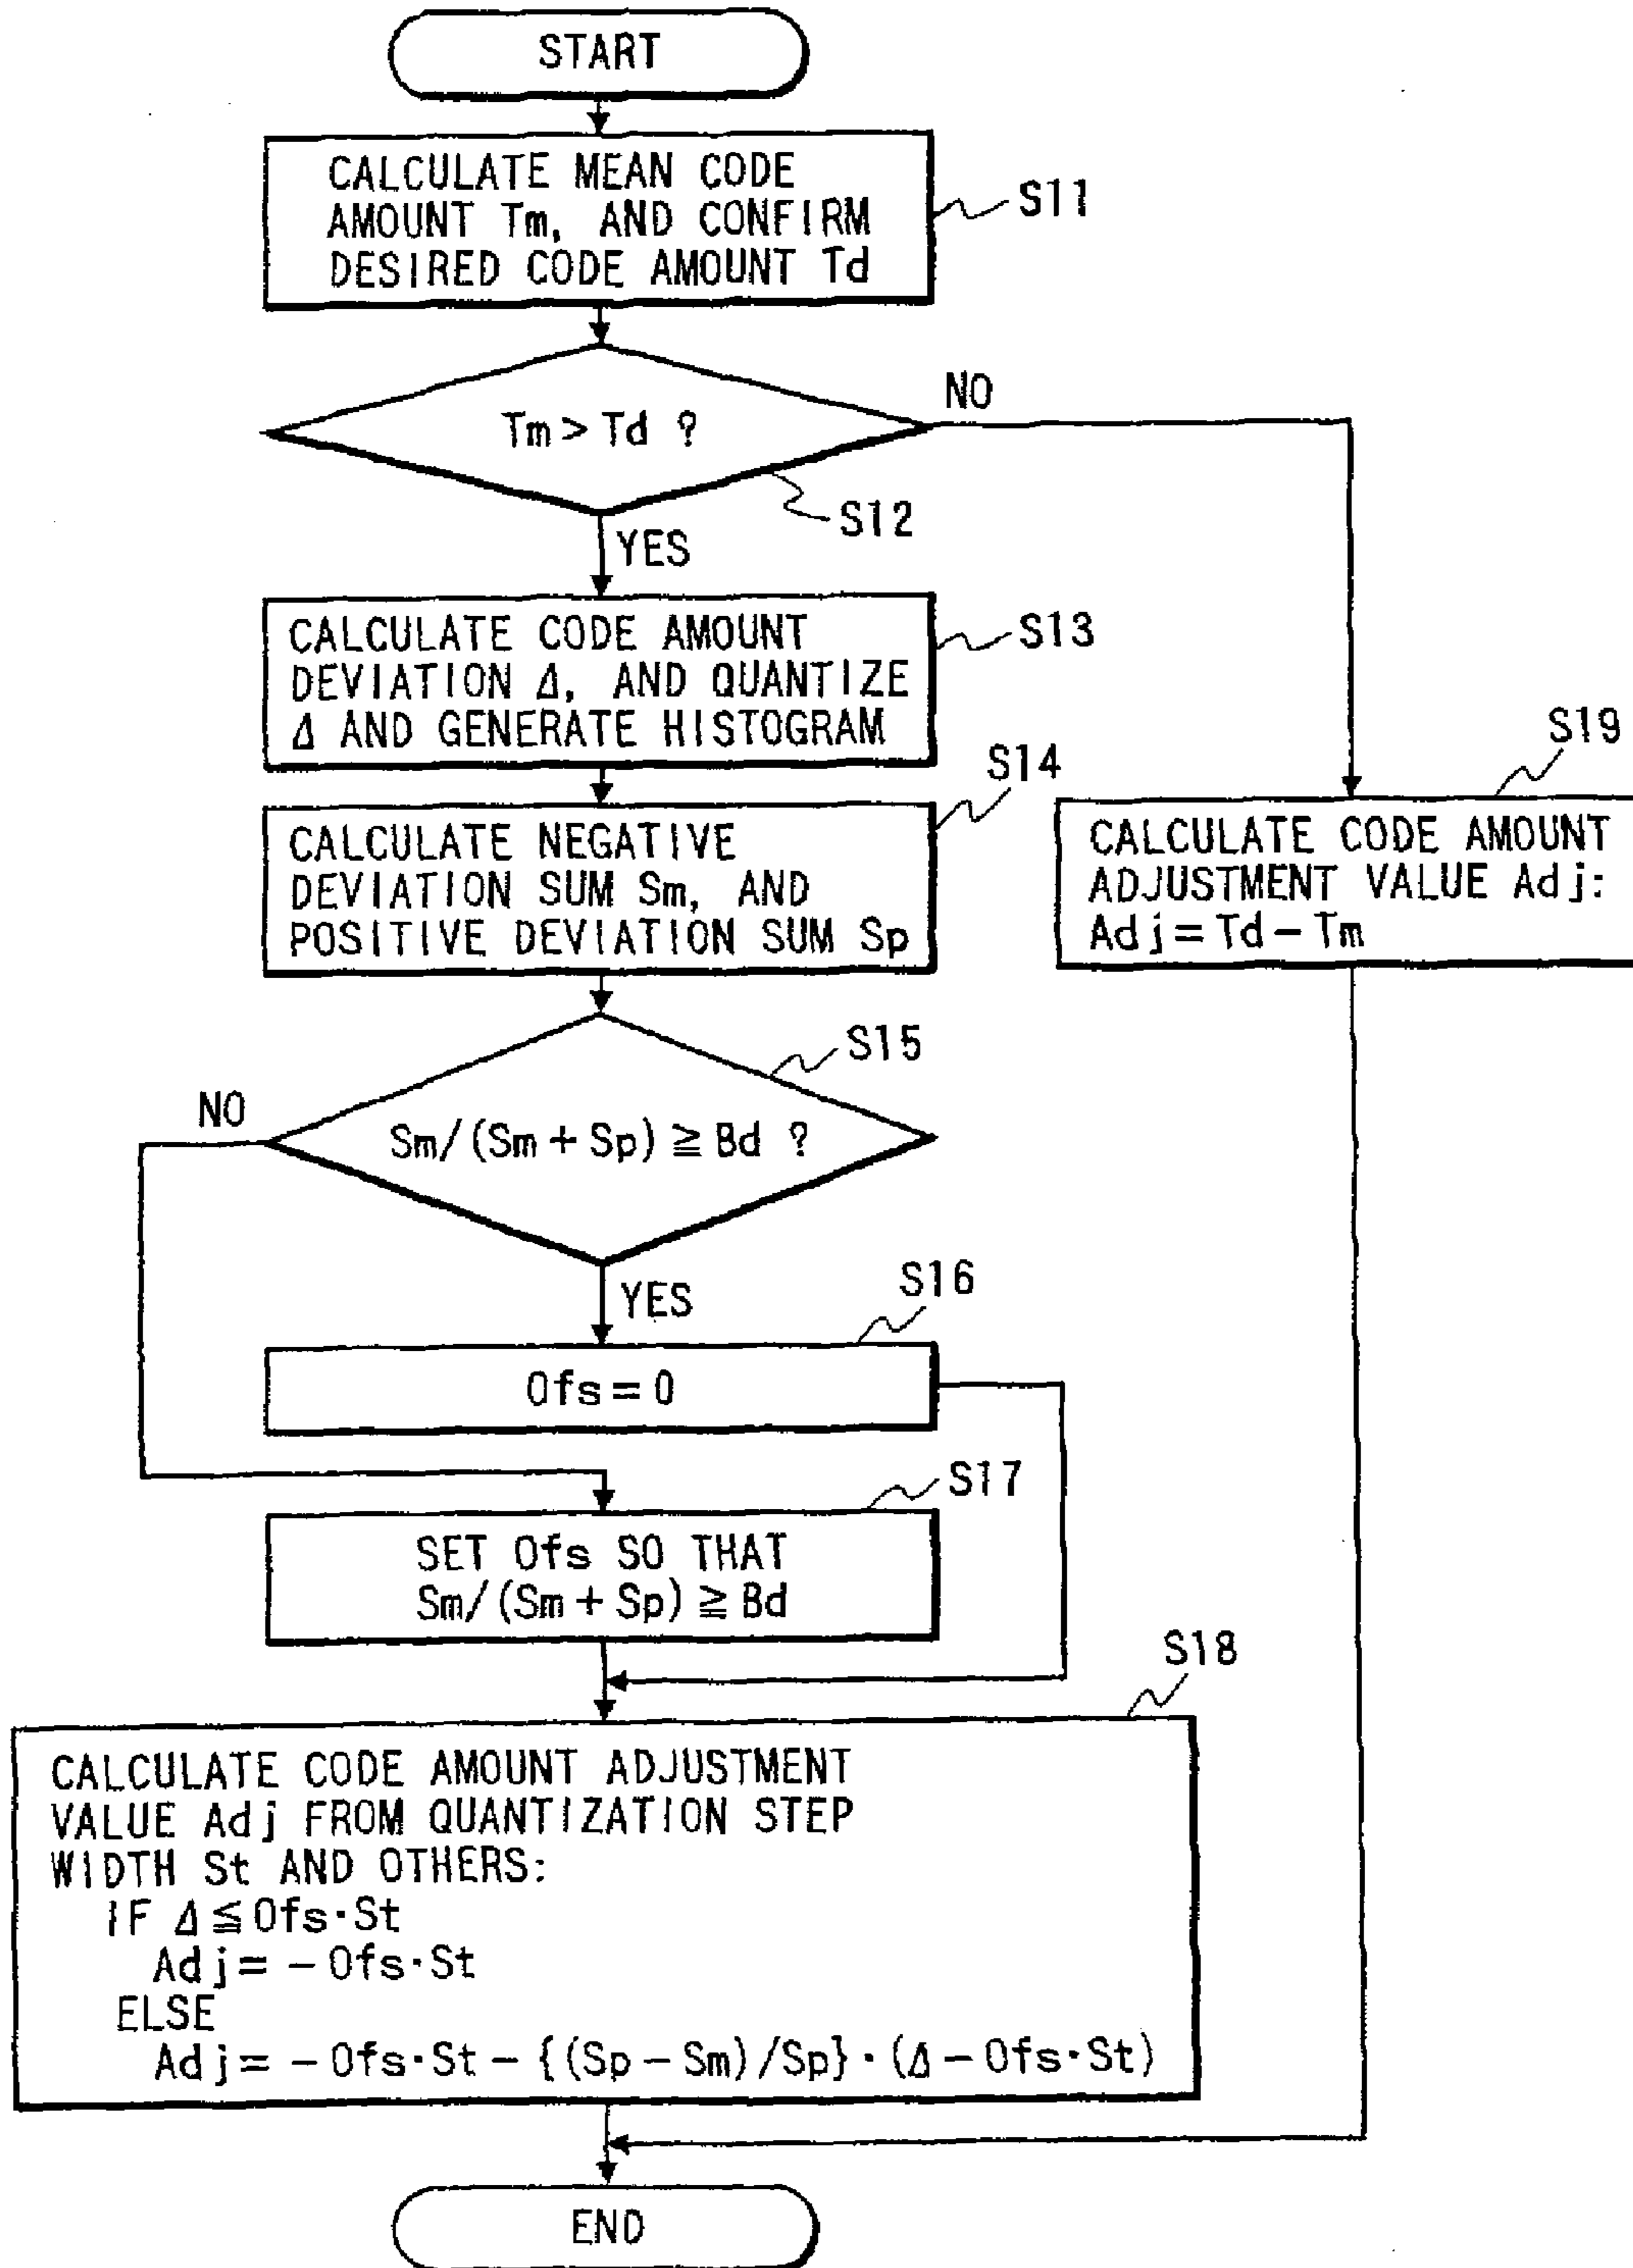 START
CALCULATE MEAN CODE
AMOUNT Tm, AND CONFIRM
DESIRED CODE AMOUNT Td
S11
Tm > Td ?
NO
S12
YES
CALCULATE CODE AMOUNT
DEVIATION Δ, AND QUANTIZE
Δ AND GENERATE HISTOGRAM
S13
CALCULATE NEGATIVE
DEVIATION SUM Sm, AND
POSITIVE DEVIATION SUM Sp
S14
CALCULATE CODE AMOUNT
ADJUSTMENT VALUE Adj:
Adj = Td − Tm
S19
S15
Sm/(Sm + Sp) ≧ Bd ?
NO
YES
S16
Ofs = 0
S17
SET Ofs SO THAT
Sm/(Sm + Sp) ≧ Bd
S18
CALCULATE CODE AMOUNT ADJUSTMENT
VALUE Adj FROM QUANTIZATION STEP
WIDTH St AND OTHERS:
IF Δ ≦ Ofs·St
Adj = − Ofs·St
ELSE
Adj = − Ofs·St − {(Sp − Sm)/Sp} · (Δ − Ofs·St)
END